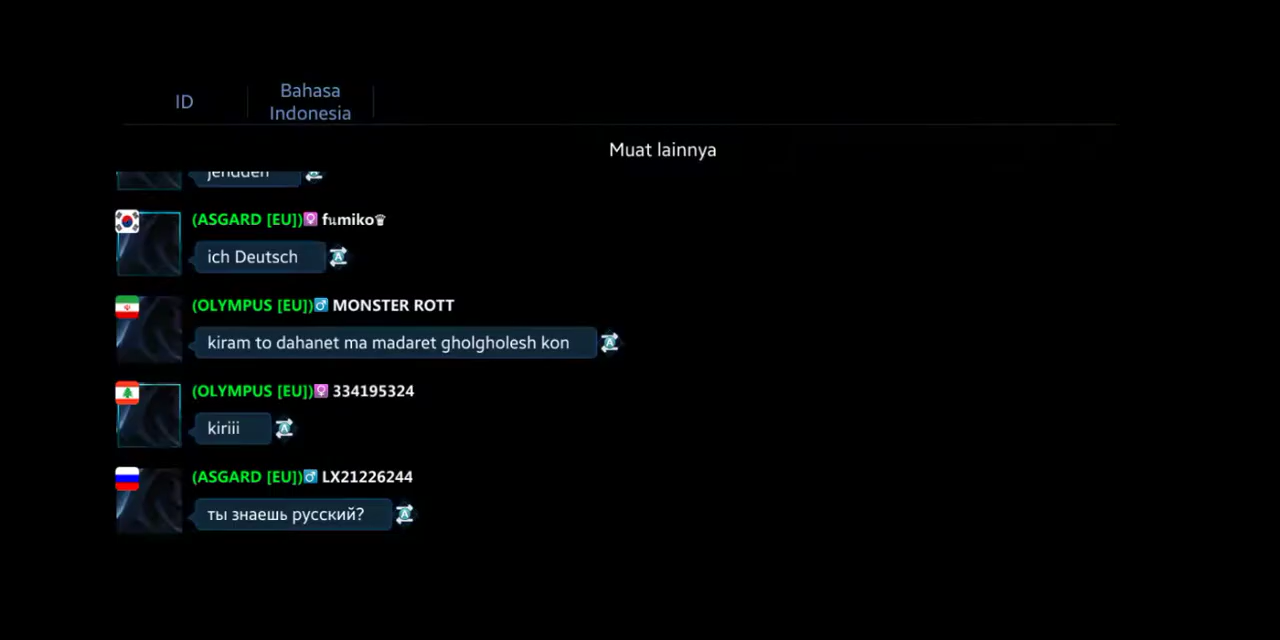 ID
Bahasa
Indonesia
Muat lainnya
(ASGARD [EU]) fumiko
ich Deutsch
(OLYMPUS [EU]) MONSTER ROTT
kiram to dahanet ma madaret gholgholesh kon
(OLYMPUS [EU]) 334195324
kiriii
(ASGARD [EU]) LX21226244
ты знаешь русский?